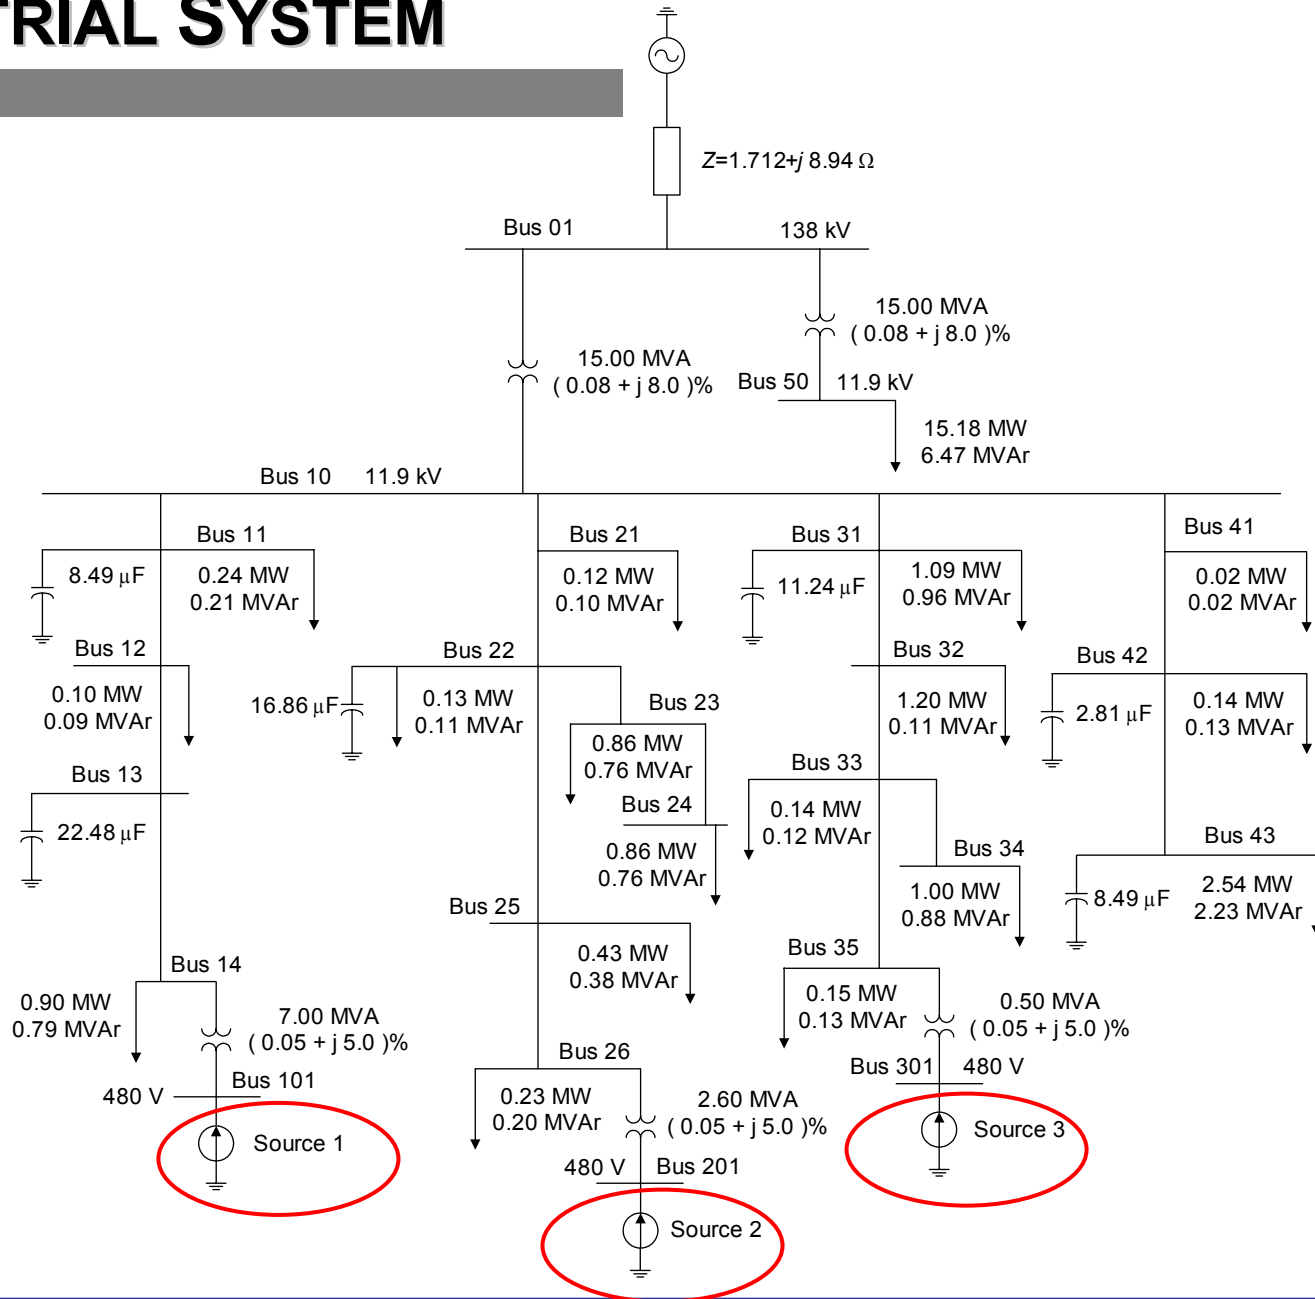 TRIAL SYSTEM
Z=1.712+j 8.94 Ω
Bus 01
138 kV
15.00 MVA
( 0.08 + j 8.0 )%
15.00 MVA
( 0.08 + j 8.0 )%
Bus 50
11.9 kV
15.18 MW
6.47 MVAr
Bus 10
11.9 kV
Bus 11
8.49 µF
0.24 MW
0.21 MVAr
Bus 12
0.10 MW
0.09 MVAr
Bus 13
22.48 µF
Bus 14
0.90 MW
0.79 MVAr
7.00 MVA
( 0.05 + j 5.0 )%
480 V
Bus 101
Source 1
Bus 21
0.12 MW
0.10 MVAr
Bus 22
16.86 µF
0.13 MW
0.11 MVAr
Bus 23
0.86 MW
0.76 MVAr
Bus 24
0.86 MW
0.76 MVAr
Bus 25
0.43 MW
0.38 MVAr
Bus 26
0.23 MW
0.20 MVAr
2.60 MVA
( 0.05 + j 5.0 )%
480 V
Bus 201
Source 2
Bus 31
11.24 µF
1.09 MW
0.96 MVAr
Bus 32
1.20 MW
0.11 MVAr
Bus 33
0.14 MW
0.12 MVAr
Bus 34
1.00 MW
0.88 MVAr
Bus 35
0.15 MW
0.13 MVAr
0.50 MVA
( 0.05 + j 5.0 )%
Bus 301
480 V
Source 3
Bus 41
0.02 MW
0.02 MVAr
Bus 42
2.81 µF
0.14 MW
0.13 MVAr
Bus 43
8.49 µF
2.54 MW
2.23 MVAr